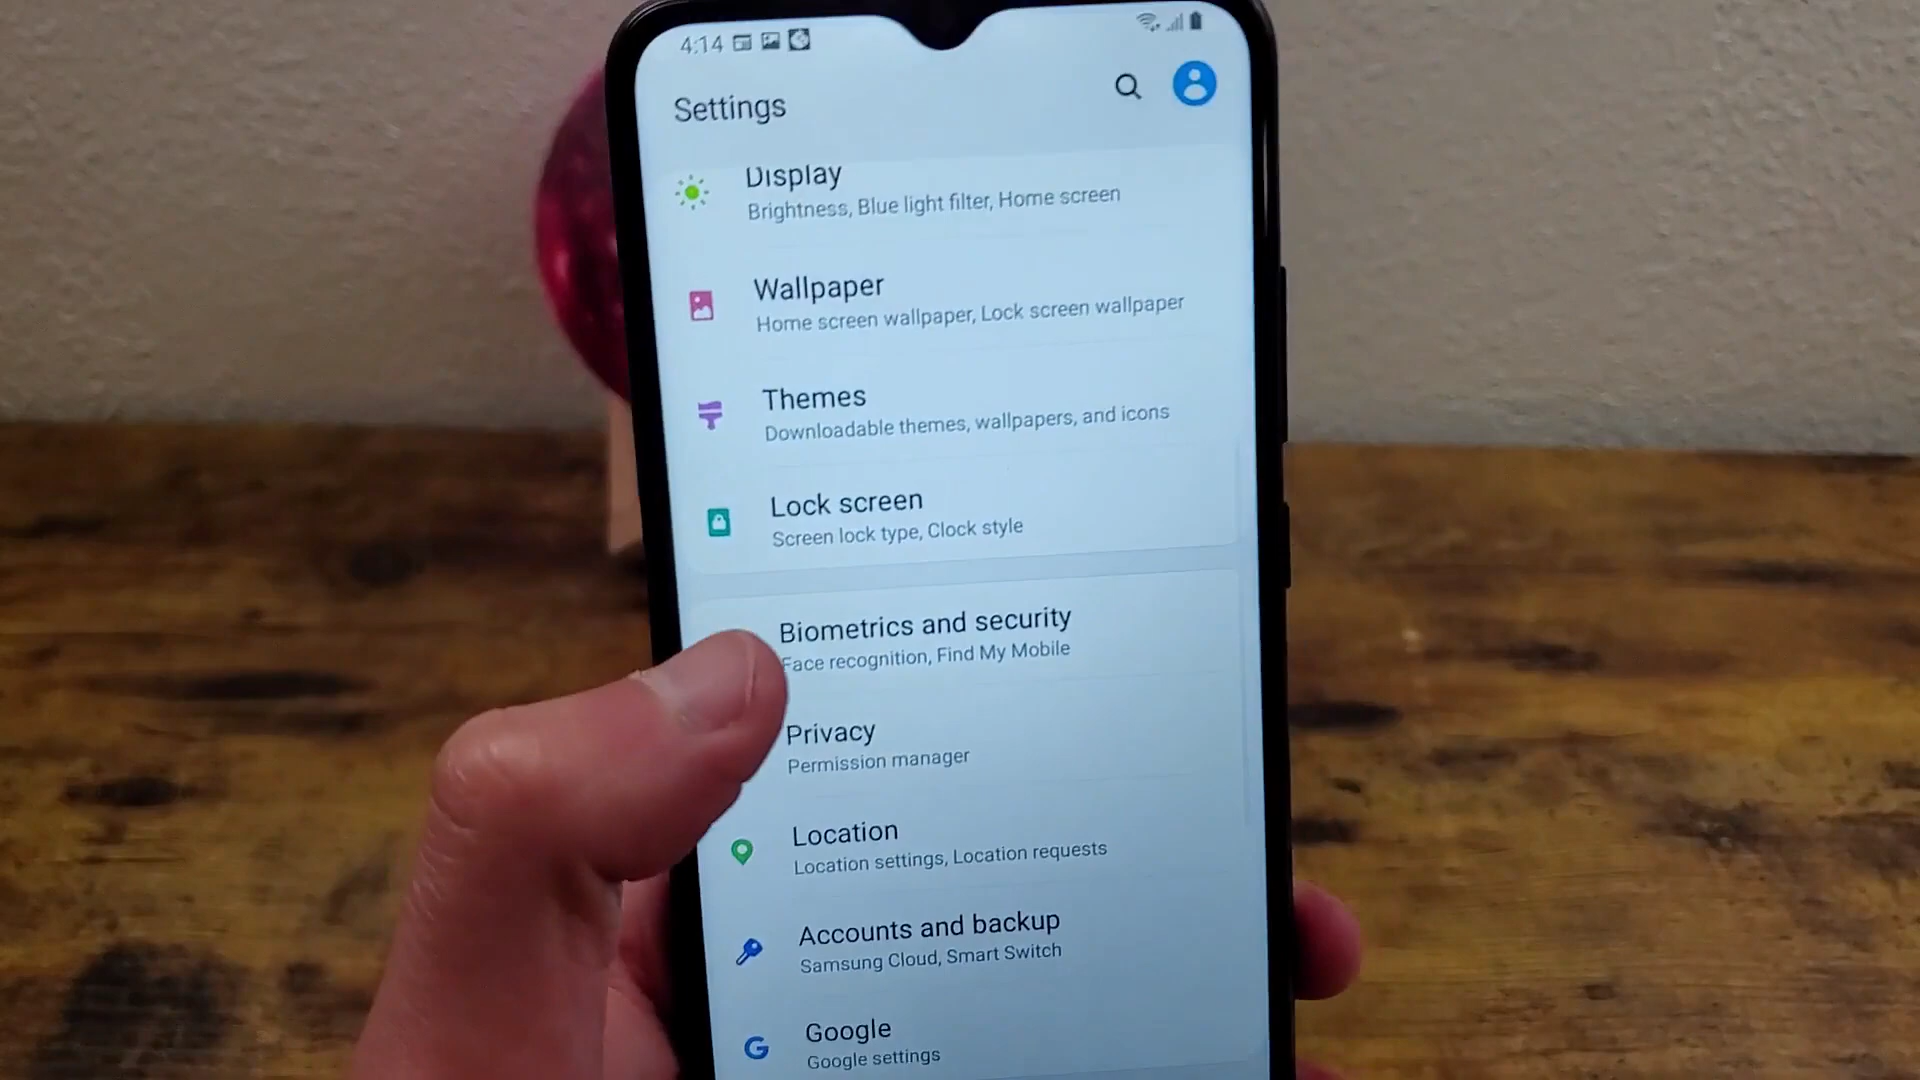 4:14
Settings
Display
Brightness, Blue light filter, Home screen
Wallpaper
Home screen wallpaper, Lock screen wallpaper
Themes
Downloadable themes, wallpapers, and icons
Lock screen
Screen lock type, Clock style
Biometrics and security
Face recognition, Find My Mobile
Privacy
Permission manager
Location
Location settings, Location requests
Accounts and backup
Samsung Cloud, Smart Switch
Google
Google settings